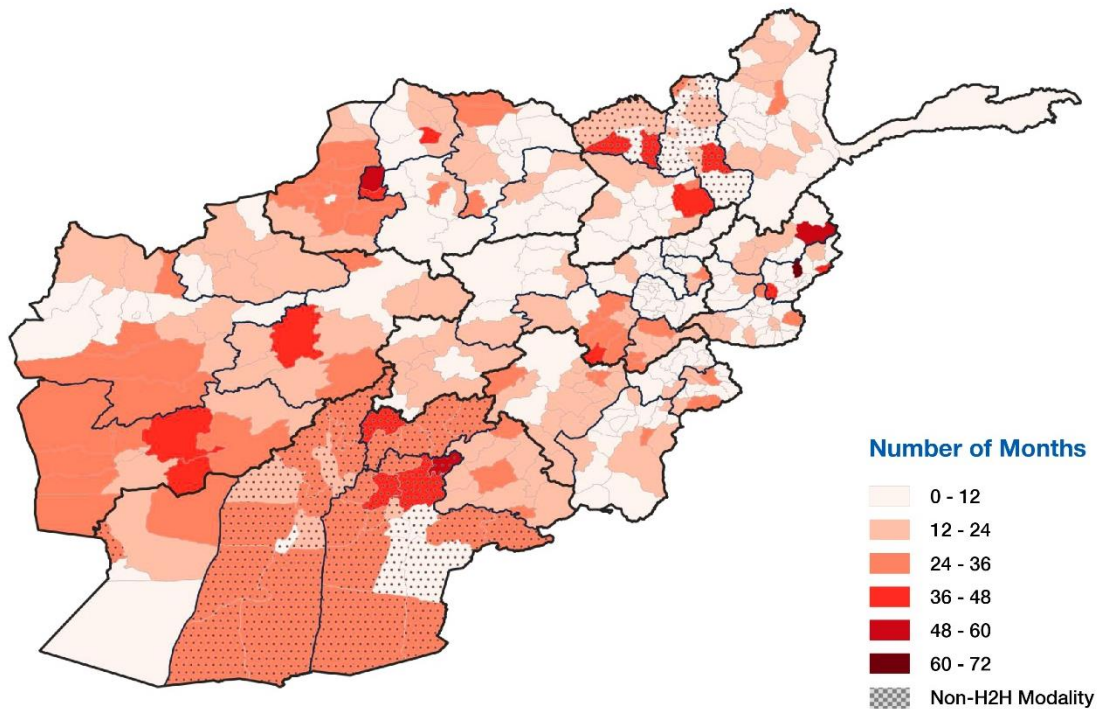 Number of Months
0 - 12
12 - 24
24 - 36
36 - 48
48 - 60
60 - 72
Non-H2H Modality